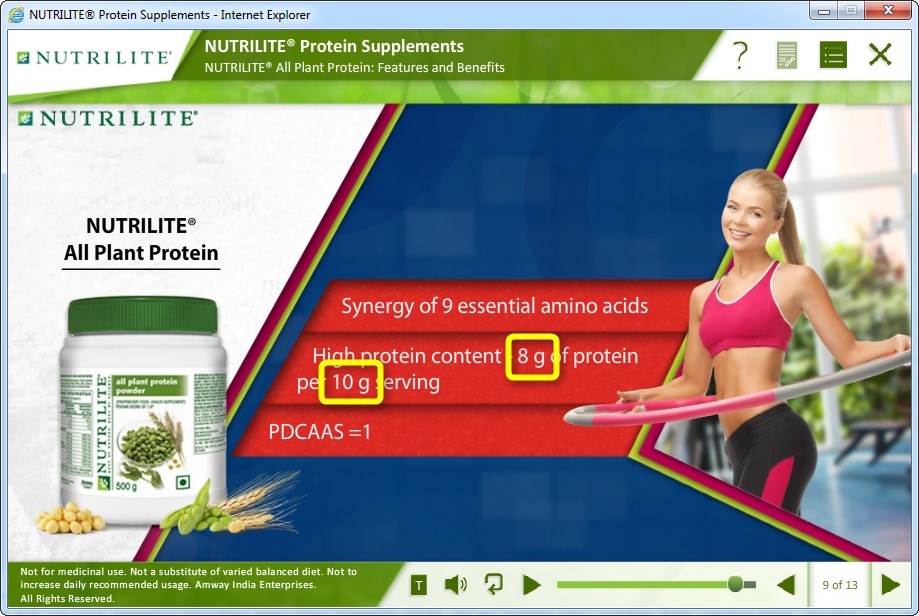 NUTRILITE® Protein Supplements - Internet Explorer
NUTRILITE®
NUTRILITE® Protein Supplements
NUTRILITE® All Plant Protein: Features and Benefits
?
NUTRILITE®
NUTRILITE®
All Plant Protein
Synergy of 9 essential amino acids
High protein content - 8 g of protein
per 10 g serving
PDCAAS =1
all plant protein
powder
NUTRILITE
500g
Not for medicinal use. Not a substitute of varied balanced diet. Not to
increase daily recommended usage. Amway India Enterprises.
All Rights Reserved.
T
9 of 13